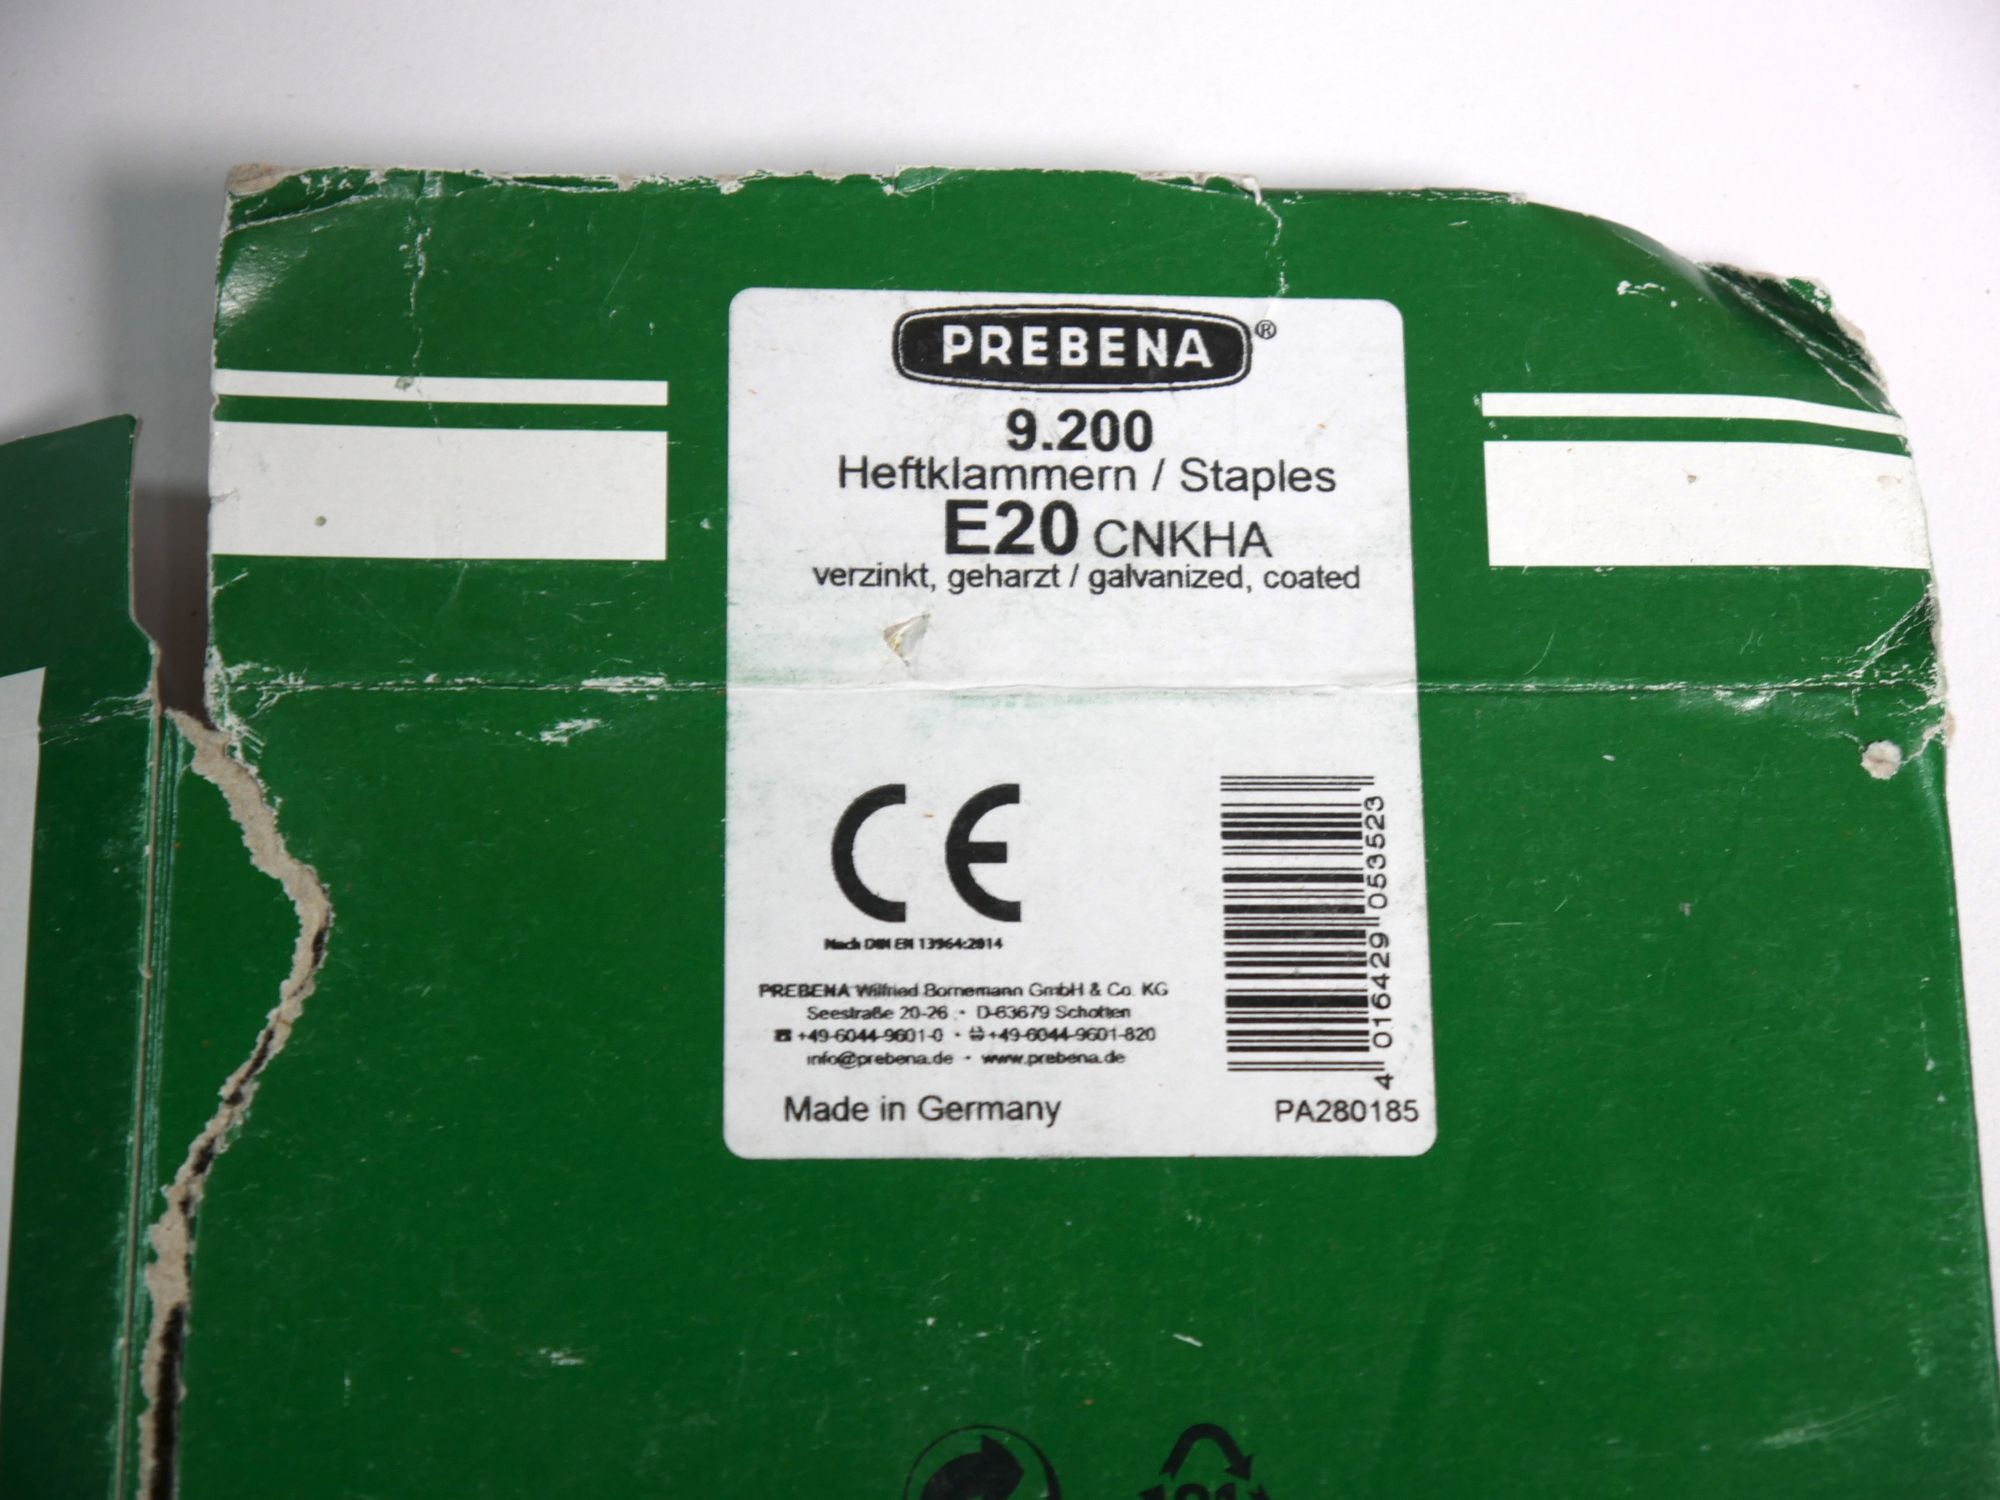 PREBENA®
9.200
Heftklammern / Staples
E20 CNKHA
verzinkt, geharzt / galvanized, coated
CE
Nach DIN EN 13964:2014
PREBENA Wilfried Bornemann GmbH & Co. KG
Seestraße 20-26 · D-63679 Schotten
☎ +49-6044-9601-0 · +49-6044-9601-820
info@prebena.de · www.prebena.de
Made in Germany
4 016429 053523
PA280185